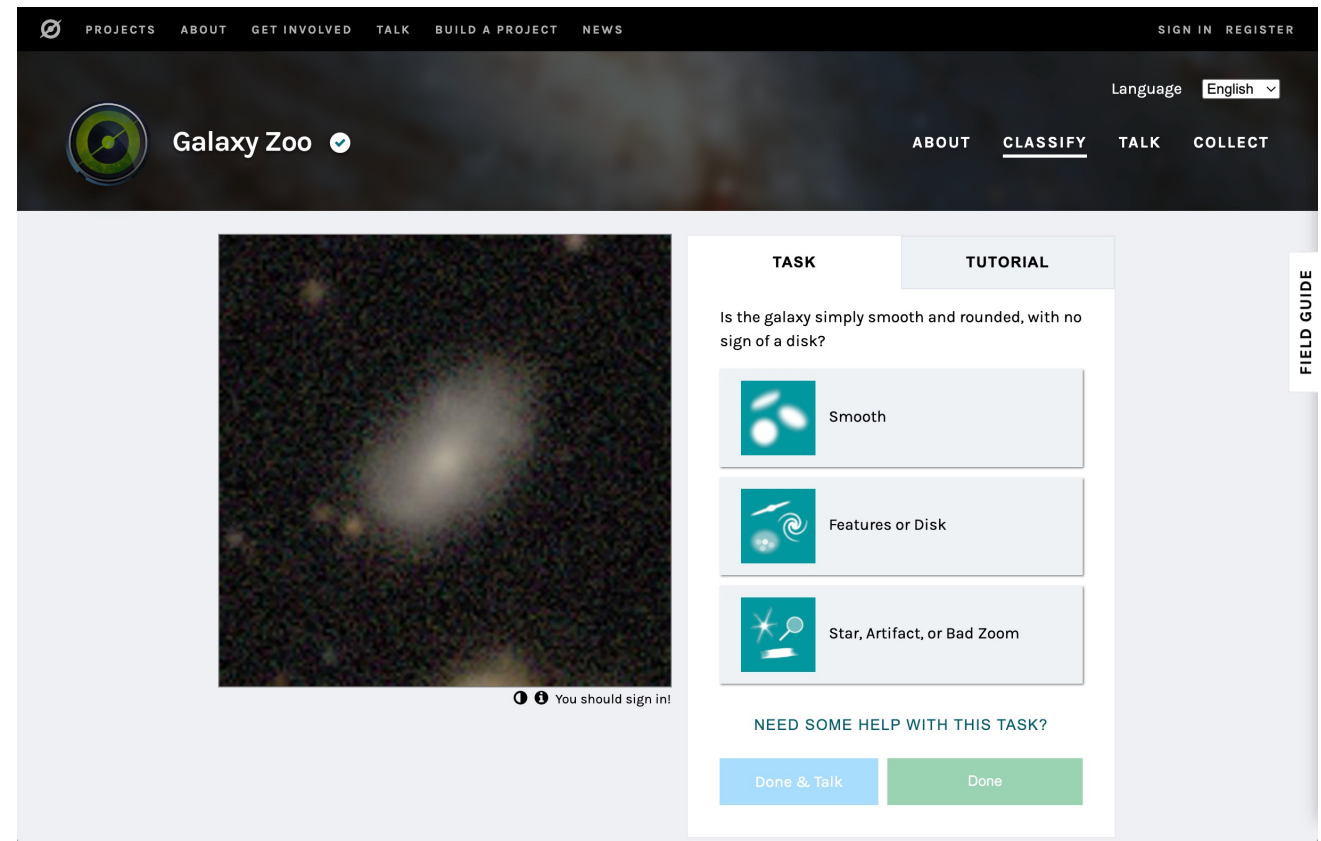 PROJECTS ABOUT GET INVOLVED TALK BUILD A PROJECT NEWS SIGN IN REGISTER
Language English
Galaxy Zoo
ABOUT CLASSIFY TALK COLLECT
TASK TUTORIAL
Is the galaxy simply smooth and rounded, with no
sign of a disk?
Smooth
Features or Disk
Star, Artifact, or Bad Zoom
You should sign in!
NEED SOME HELP WITH THIS TASK?
Done & Talk Done
FIELD GUIDE